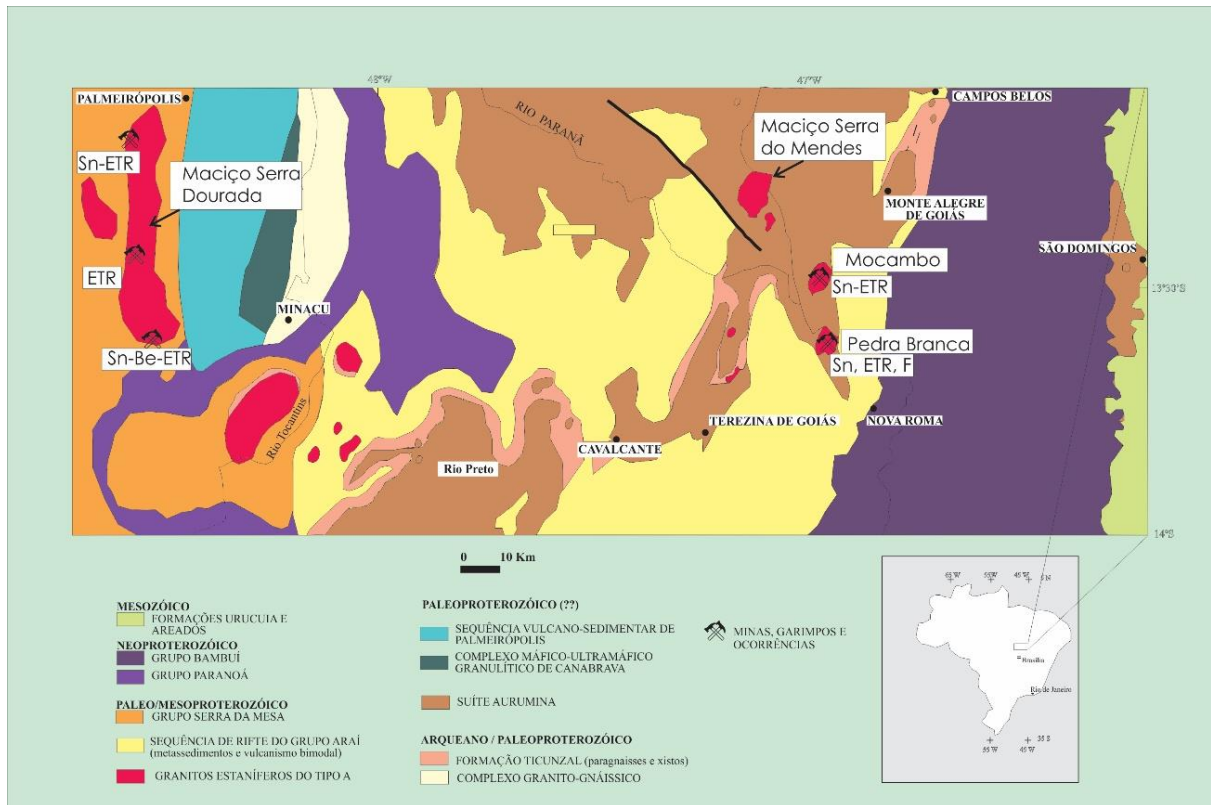 48°W
47°W
PALMEIRÓPOLIS
CAMPOS BELOS
RIO PARANÃ
Maciço Serra
do Mendes
Sn-ETR
Maciço Serra
Dourada
MONTE ALEGRE
DE GOIÁS
SÃO DOMINGOS
Mocambo
Sn-ETR
ETR
13°30'S
MINAÇU
Sn-Be-ETR
Pedra Branca
Sn, ETR, F
NOVA ROMA
Rio Tocantins
TEREZINA DE GOIÁS
CAVALCANTE
Rio Preto
14°S
0 10 Km
MESOZÓICO
FORMAÇÕES URUCUIA E
AREADOS
NEOPROTEROZÓICO
GRUPO BAMBUÍ
GRUPO PARANOÁ
PALEO/MESOPROTEROZÓICO
GRUPO SERRA DA MESA
SEQUÊNCIA DE RIFTE DO GRUPO ARAÍ
(metassedimentos e vulcanismo bimodal)
GRANITOS ESTANÍFEROS DO TIPO A
PALEOPROTEROZÓICO (??)
SEQUÊNCIA VULCANO-SEDIMENTAR DE
PALMEIRÓPOLIS
COMPLEXO MÁFICO-ULTRAMÁFICO
GRANULÍTICO DE CANABRAVA
SUÍTE AURUMINA
ARQUEANO / PALEOPROTEROZÓICO
FORMAÇÃO TICUNZAL (paragnaisses e xistos)
COMPLEXO GRANITO-GNÁISSICO
MINAS, GARIMPOS E
OCORRÊNCIAS
Brasília
Rio de Janeiro
35 S